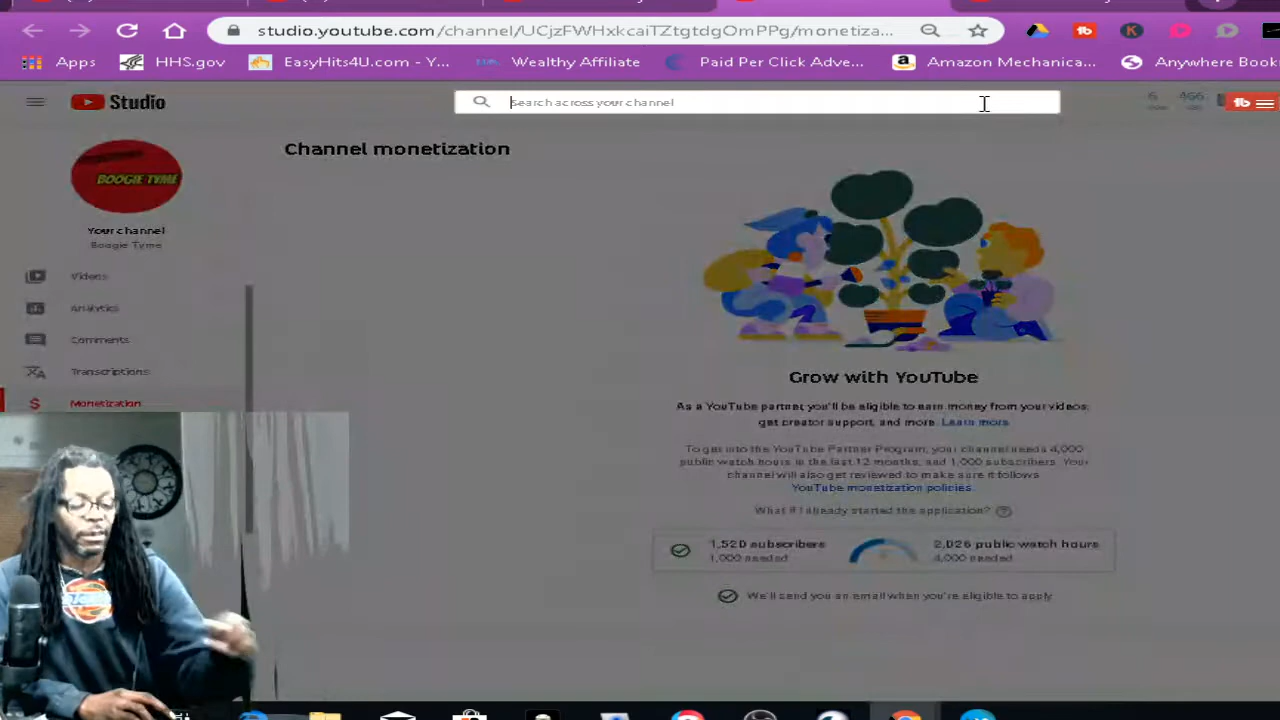 studio.youtube.com/channel/UCjzFWHxkcaiTZtgtdgOmPPg/monetiza...
Apps
HHS.gov
EasyHits4U.com - Y...
Wealthy Affiliate
Paid Per Click Adve...
Amazon Mechanica...
Anywhere Book
Studio
Search across your channel
6
466
Channel monetization
BOOGIE TYME
Your channel
Boogie Tyme
Videos
Analytics
Comments
Transcriptions
Monetization
Grow with YouTube
As a YouTube partner, you'll be eligible to earn money from your videos,
get creator support, and more. Learn more
To get into the YouTube Partner Program, your channel needs 4,000
public watch hours in the last 12 months, and 1,000 subscribers. Your
channel will also get reviewed to make sure it follows
YouTube monetization policies.
What if I already started the application?
1,520 subscribers
1,000 needed
2,026 public watch hours
4,000 needed
We'll send you an email when you're eligible to apply